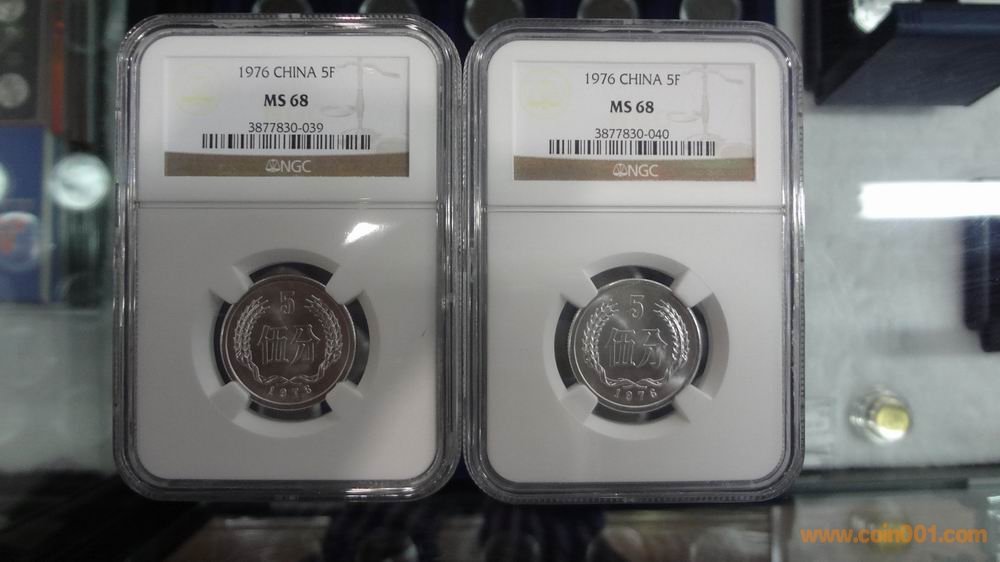 1976 CHINA 5F
MS 68
3877830-039
NGC
5
伍分
1976
1976 CHINA 5F
MS 68
3877830-040
NGC
5
伍分
1976
www.coin001.com